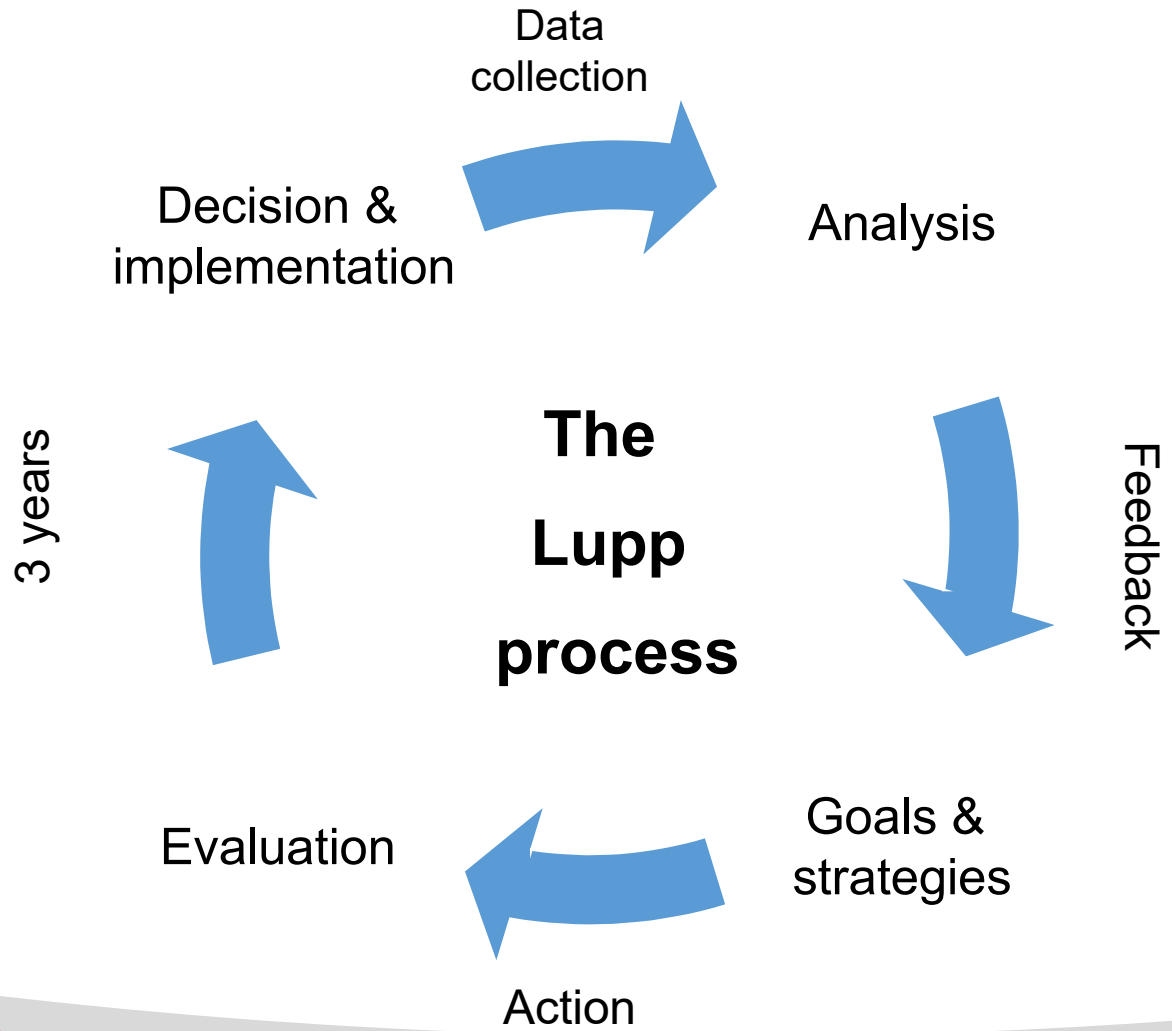 Data
collection
Decision &
implementation
Analysis
3 years
The
Lupp
process
Feedback
Evaluation
Goals &
strategies
Action